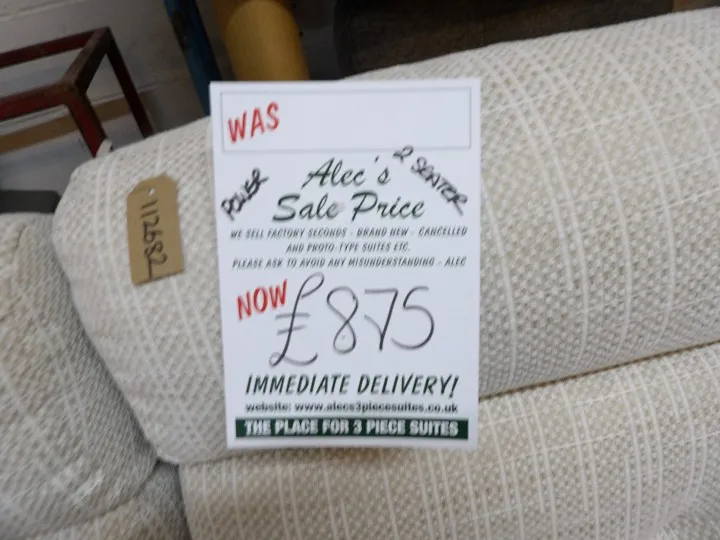 WAS
POWER
Alec's
2 SEATER
Sale Price
WE SELL FACTORY SECONDS - BRAND NEW - CANCELLED
AND PHOTO-TYPE SUITES ETC.
PLEASE ASK TO AVOID ANY MISUNDERSTANDING - ALEC
NOW
£875
IMMEDIATE DELIVERY!
website: www.alecs3piecesuites.co.uk
THE PLACE FOR 3 PIECE SUITES
112682